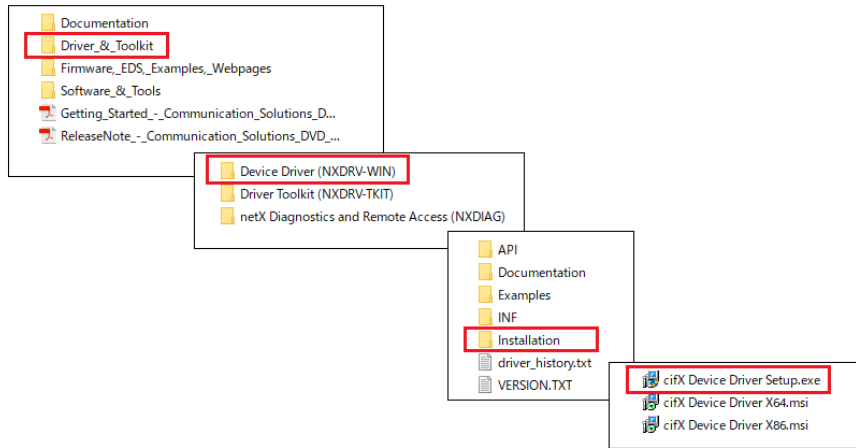 Documentation
Driver_&_Toolkit
Firmware,_EDS,_Examples,_Webpages
Software_&_Tools
Getting_Started_-_Communication_Solutions_D...
ReleaseNote_-_Communication_Solutions_DVD_...
Device Driver (NXDRV-WIN)
Driver Toolkit (NXDRV-TKIT)
netX Diagnostics and Remote Access (NXDIAG)
API
Documentation
Examples
INF
Installation
driver_history.txt
VERSION.TXT
cifX Device Driver Setup.exe
cifX Device Driver X64.msi
cifX Device Driver X86.msi